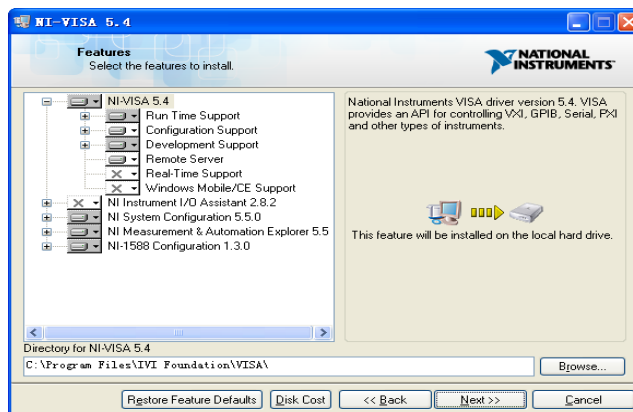 NI-VISA 5.4
Features
Select the features to install.
NATIONAL
INSTRUMENTS
NI-VISA 5.4
Run Time Support
Configuration Support
Development Support
Remote Server
Real-Time Support
Windows Mobile/CE Support
NI Instrument I/O Assistant 2.8.2
NI System Configuration 5.5.0
NI Measurement & Automation Explorer 5.5
NI-1588 Configuration 1.3.0
National Instruments VISA driver version 5.4. VISA
provides an API for controlling VXI, GPIB, Serial, PXI
and other types of instruments.
This feature will be installed on the local hard drive.
Directory for NI-VISA 5.4
C:\Program Files\IVI Foundation\VISA\
Browse...
Restore Feature Defaults
Disk Cost
<< Back
Next >>
Cancel